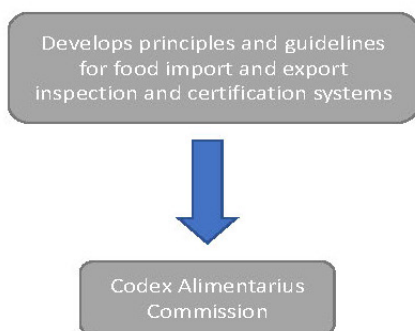 Develops principles and guidelines
for food import and export
inspection and certification systems
Codex Alimentarius
Commission